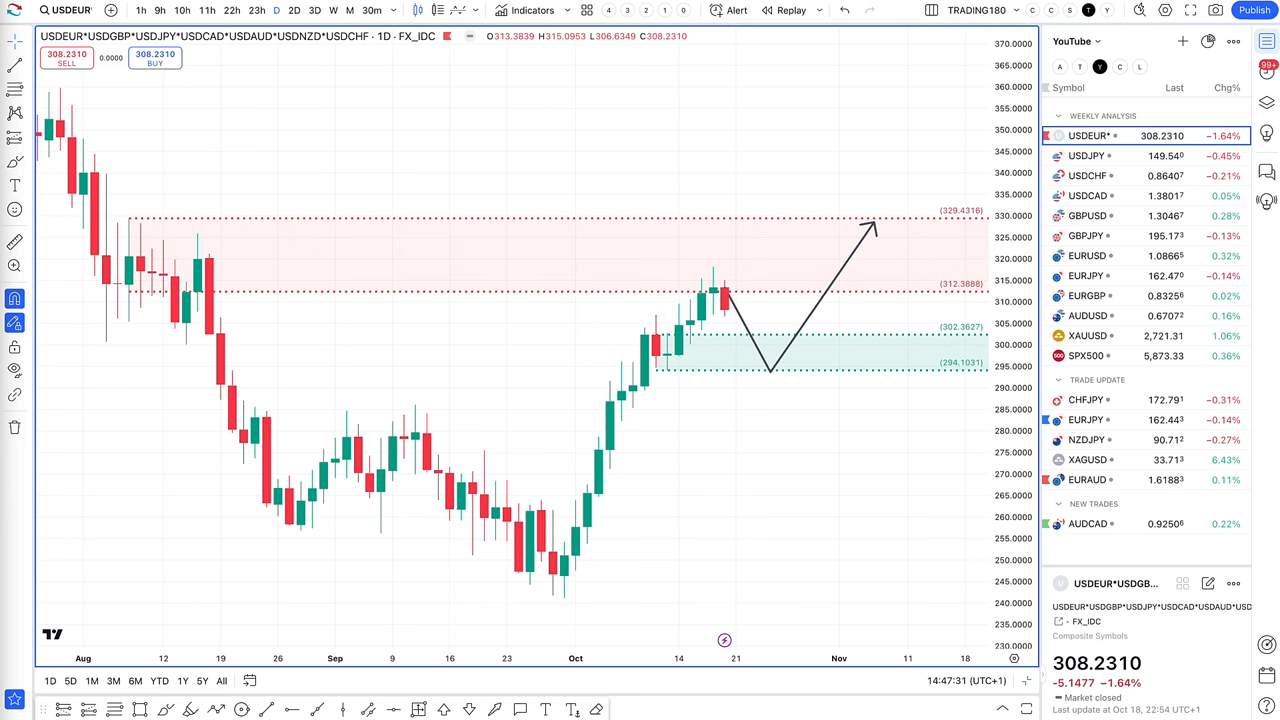 USDEUR* 9h 10h 11h 22h 23h D 2D 3D W M 30m Indicators 4 3 2 1 0 Alert Replay TRADING180 C C S T Y Publish
1h
USDEUR*USDGBP*USDJPY*USDCAD*USDAUD*USDNZD*USDCHF · 1D · FX_IDC O313.3839 H315.0953 L306.6349 C308.2310
308.2310 SELL
0.0000
308.2310 BUY
370.0000
365.0000
360.0000
355.0000
350.0000
345.0000
340.0000
335.0000
330.0000
325.0000
320.0000
315.0000
310.0000
305.0000
300.0000
295.0000
290.0000
285.0000
280.0000
275.0000
270.0000
265.0000
260.0000
255.0000
250.0000
245.0000
240.0000
235.0000
230.0000
(329.4316)
(312.3888)
(302.3627)
(294.1031)
Aug 12 19 26 Sep 9 16 23 Oct 14 21 Nov 11 18
1D 5D 1M 3M 6M YTD 1Y 5Y All
14:47:31 (UTC+1)
YouTube
A T Y C L
Symbol Last Chg%
WEEKLY ANALYSIS
USDEUR* 308.2310 −1.64%
USDJPY 149.540 −0.45%
USDCHF 0.86407 −0.21%
USDCAD 1.38017 0.05%
GBPUSD 1.30467 0.28%
GBPJPY 195.173 −0.13%
EURUSD 1.08665 0.32%
EURJPY 162.470 −0.14%
EURGBP 0.83256 0.02%
AUDUSD 0.67072 0.16%
XAUUSD 2,721.31 1.06%
SPX500 5,873.33 0.36%
TRADE UPDATE
CHFJPY 172.791 −0.31%
EURJPY 162.443 −0.14%
NZDJPY 90.712 −0.27%
XAGUSD 33.713 6.43%
EURAUD 1.61883 0.11%
NEW TRADES
AUDCAD 0.92506 0.22%
U USDEUR*USDGB...
USDEUR*USDGBP*USDJPY*USDCAD*USDAUD*USD
FX_IDC
Composite Symbols
308.2310
-5.1477 −1.64%
Market closed
Last update at Oct 18, 22:54 UTC+1
99+